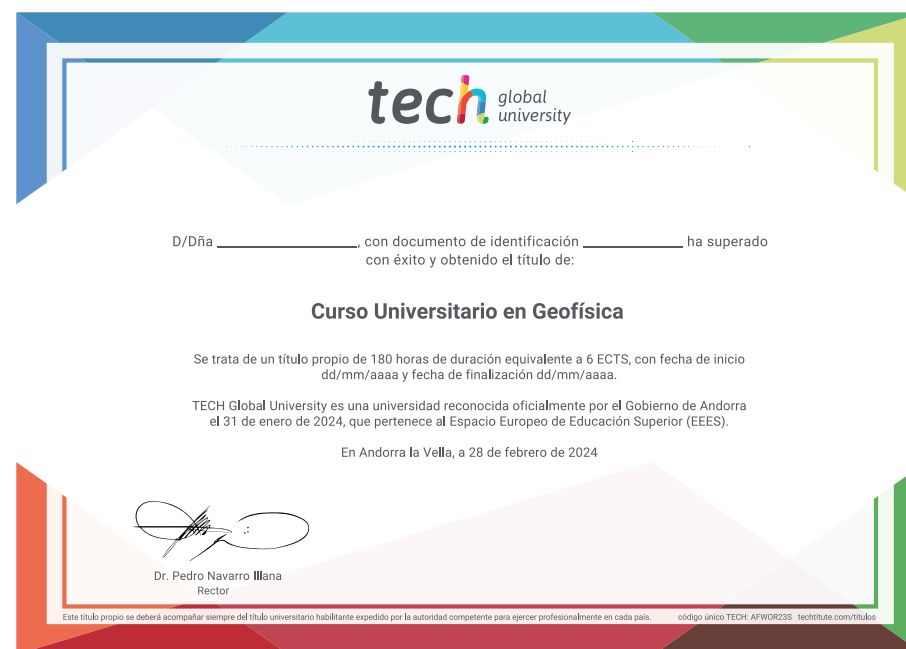 tech global university
D/Dña ____________________, con documento de identificación ______________ ha superado
con éxito y obtenido el título de:
Curso Universitario en Geofísica
Se trata de un título propio de 180 horas de duración equivalente a 6 ECTS, con fecha de inicio
dd/mm/aaaa y fecha de finalización dd/mm/aaaa.
TECH Global University es una universidad reconocida oficialmente por el Gobierno de Andorra
el 31 de enero de 2024, que pertenece al Espacio Europeo de Educación Superior (EEES).
En Andorra la Vella, a 28 de febrero de 2024
Dr. Pedro Navarro Illana
Rector
Este título propio se deberá acompañar siempre del título universitario habilitante expedido por la autoridad competente para ejercer profesionalmente en cada país. código único TECH: AFWOR23S techtitute.com/titulos